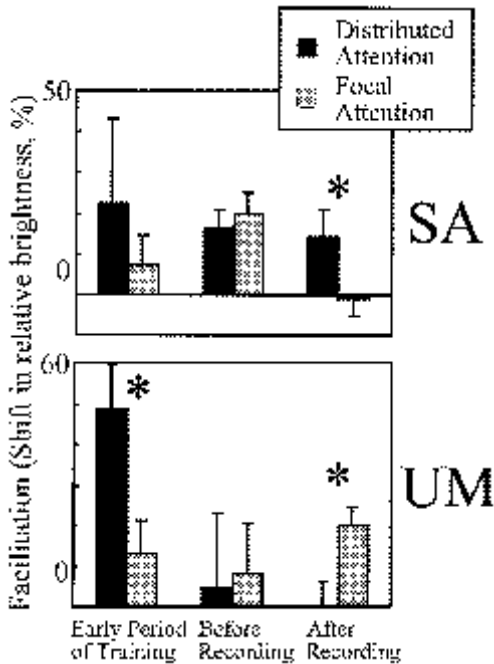 Distributed
Attention
Focal
Attention
Facilitation (Shift in relative brightness, %)
50
0
*
SA
60
0
*
*
UM
Early Period
of Training
Before
Recording
After
Recording